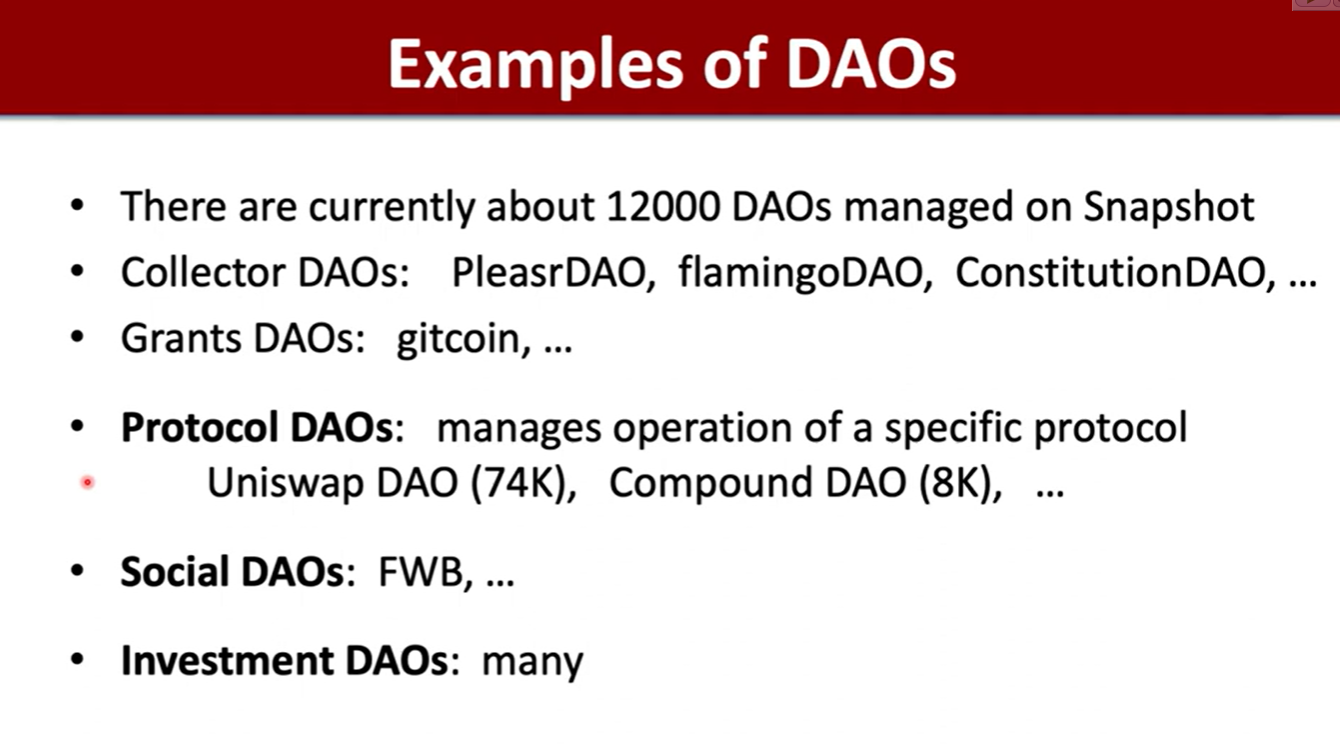 Examples of DAOs
• There are currently about 12000 DAOs managed on Snapshot
• Collector DAOs: PleasrDAO, flamingoDAO, ConstitutionDAO, ...
• Grants DAOs: gitcoin, ...
• Protocol DAOs: manages operation of a specific protocol
Uniswap DAO (74K), Compound DAO (8K), ...
• Social DAOs: FWB, ...
• Investment DAOs: many